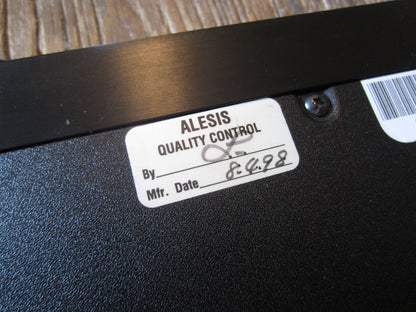 ALESIS
QUALITY CONTROL
By
Mfr. Date 8.4.98